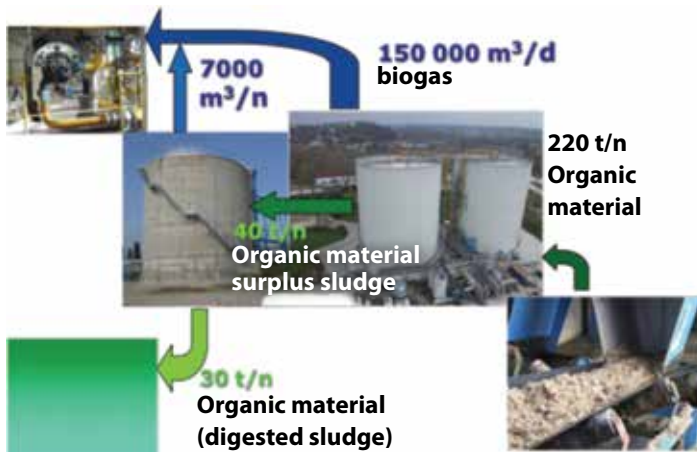 150 000 m³/d
biogas
7000
m³/n
220 t/n
Organic
material
40 t/n
Organic material
surplus sludge
30 t/n
Organic material
(digested sludge)